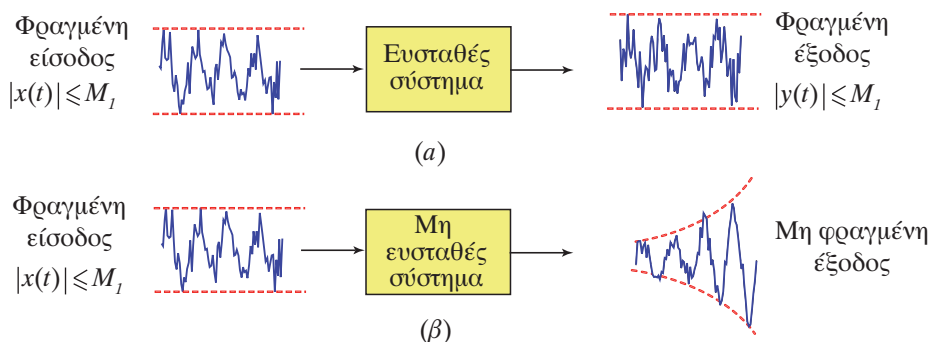 Φραγμένη
είσοδος
|x(t)| ⩽ M₁
Ευσταθές
σύστημα
Φραγμένη
έξοδος
|y(t)| ⩽ M₁
(α)
Φραγμένη
είσοδος
|x(t)| ⩽ M₁
Μη
ευσταθές
σύστημα
Μη φραγμένη
έξοδος
(β)